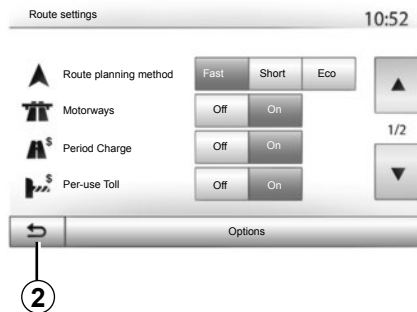 Route settings 10:52
Route planning method Fast Short Eco
Motorways Off On
$ Period Charge Off On
1/2
$ Per-use Toll Off On
Options
2